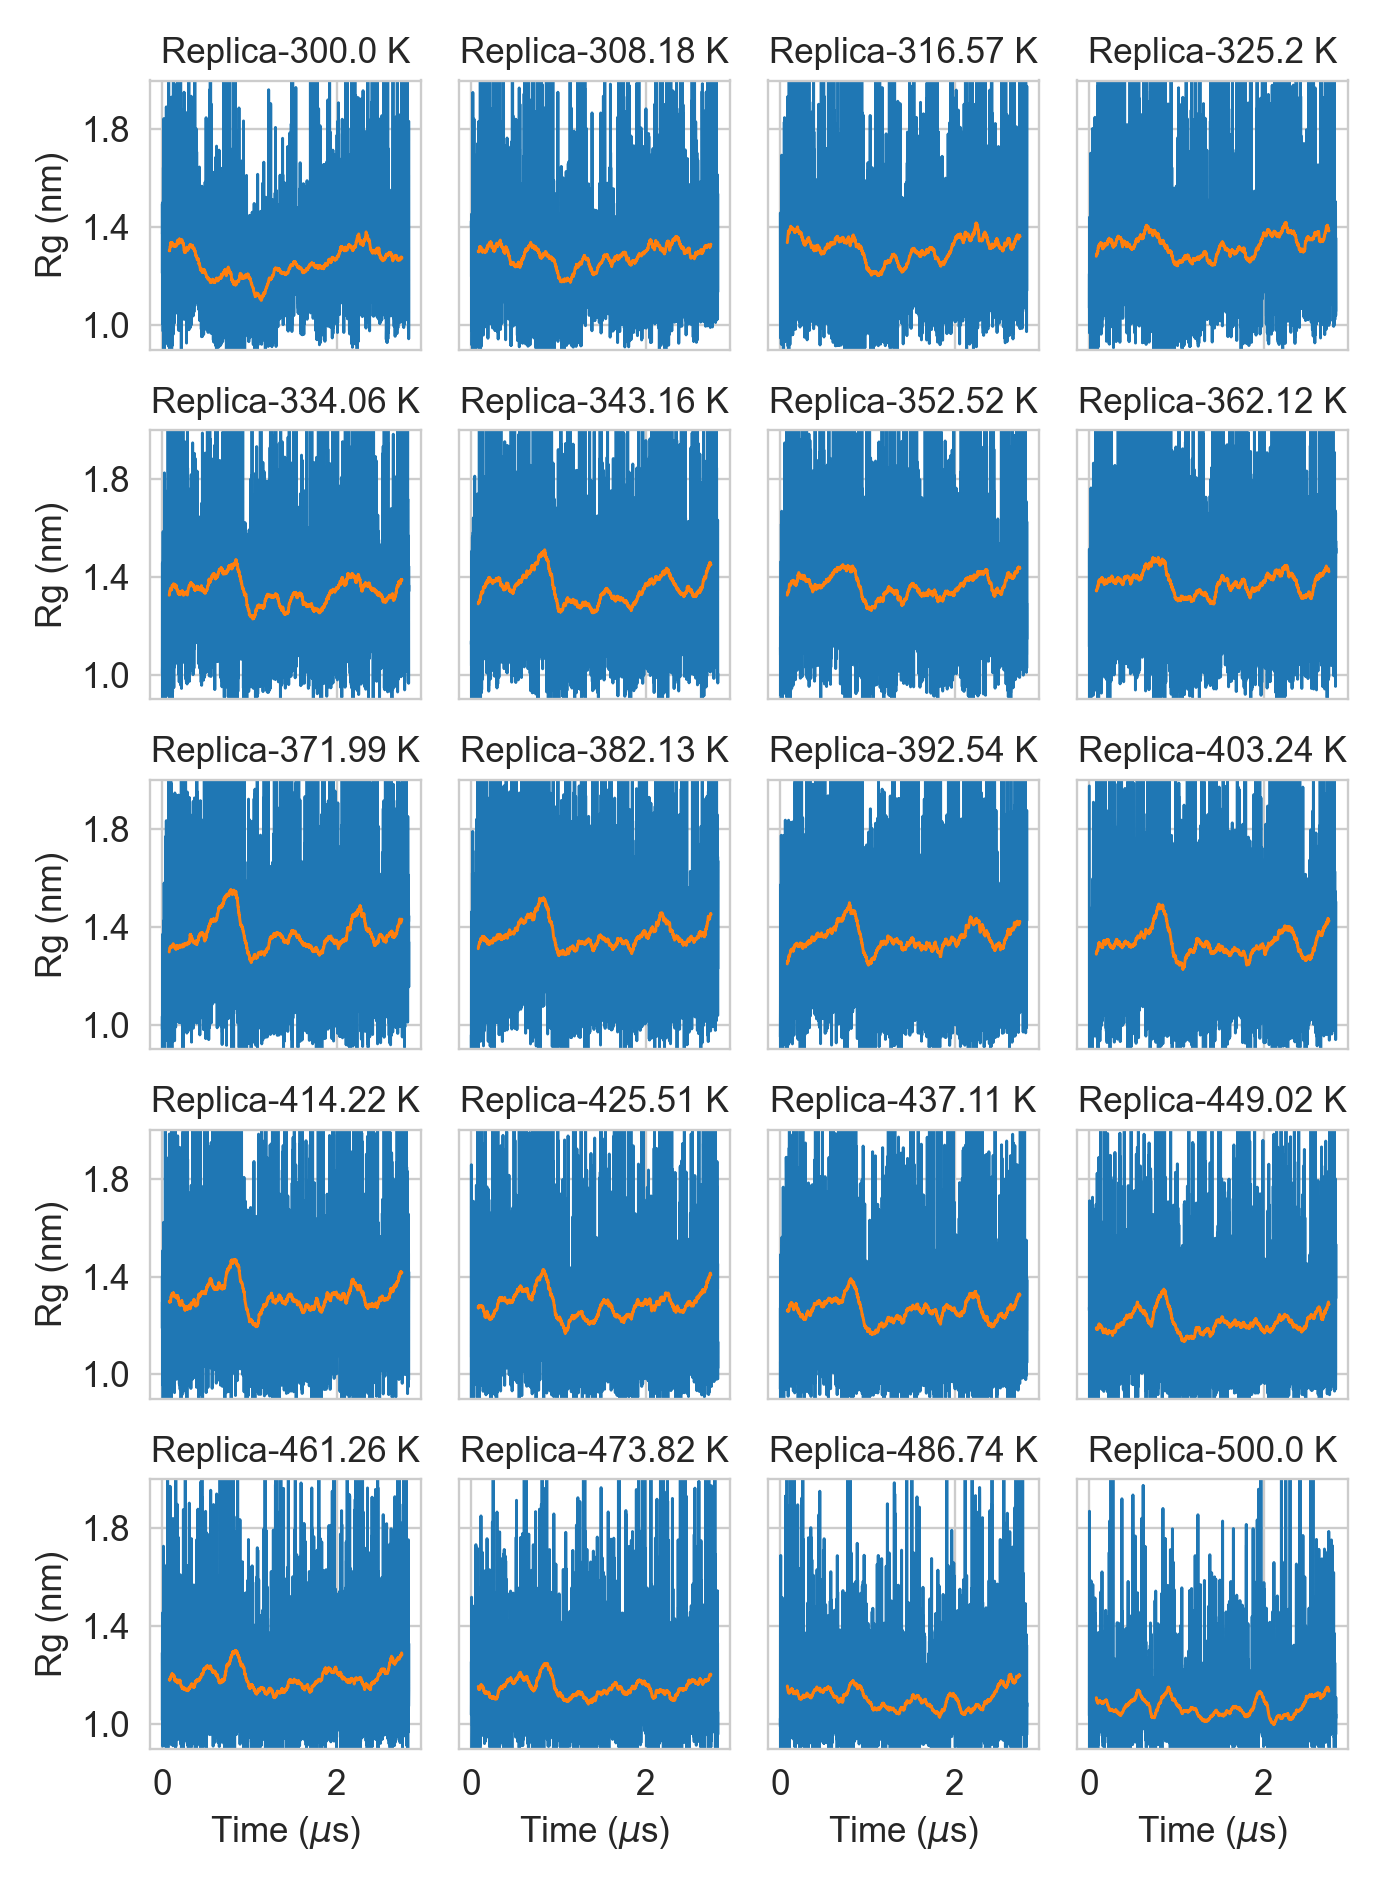 Replica-300.0 K Replica-308.18 K Replica-316.57 K Replica-325.2 K
1.8
1.4
1.0
Rg (nm)
Replica-334.06 K Replica-343.16 K Replica-352.52 K Replica-362.12 K
1.8
1.4
1.0
Rg (nm)
Replica-371.99 K Replica-382.13 K Replica-392.54 K Replica-403.24 K
1.8
1.4
1.0
Rg (nm)
Replica-414.22 K Replica-425.51 K Replica-437.11 K Replica-449.02 K
1.8
1.4
1.0
Rg (nm)
Replica-461.26 K Replica-473.82 K Replica-486.74 K Replica-500.0 K
1.8
1.4
1.0
Rg (nm)
0 2 0 2 0 2 0 2
Time (μs) Time (μs) Time (μs) Time (μs)